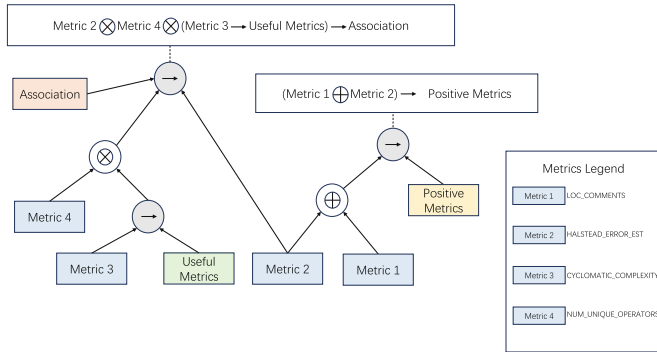 Metric 2 ⊗ Metric 4 ⊗ (Metric 3 → Useful Metrics) → Association
(Metric 1 ⊕ Metric 2) → Positive Metrics
Association
→
→
⊗
Metric 4
→
⊕
Positive
Metrics
Metric 3
Useful
Metrics
Metric 2
Metric 1
Metrics Legend
Metric 1 LOC_COMMENTS
Metric 2 HALSTEAD_ERROR_EST
Metric 3 CYCLOMATIC_COMPLEXITY
Metric 4 NUM_UNIQUE_OPERATORS